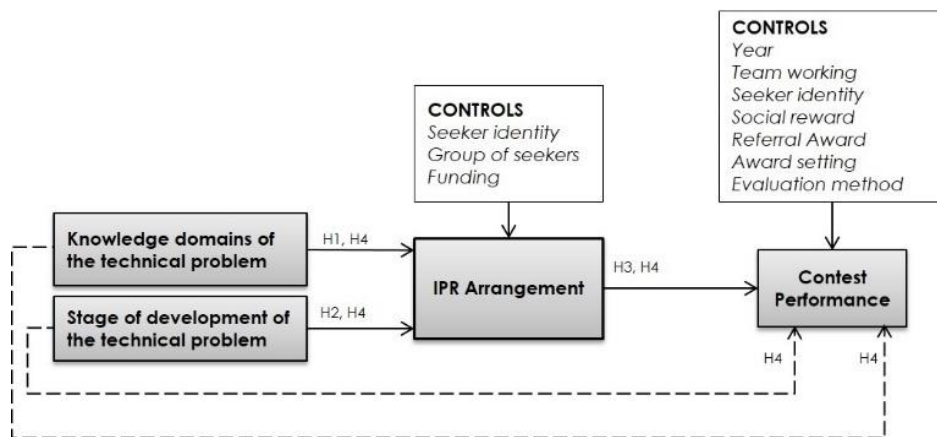 CONTROLS
Year
Team working
Seeker identity
Social reward
Referral Award
Award setting
Evaluation method
CONTROLS
Seeker identity
Group of seekers
Funding
Knowledge domains of
the technical problem
H1, H4
Stage of development of
the technical problem
H2, H4
IPR Arrangement
H3, H4
Contest
Performance
H4
H4